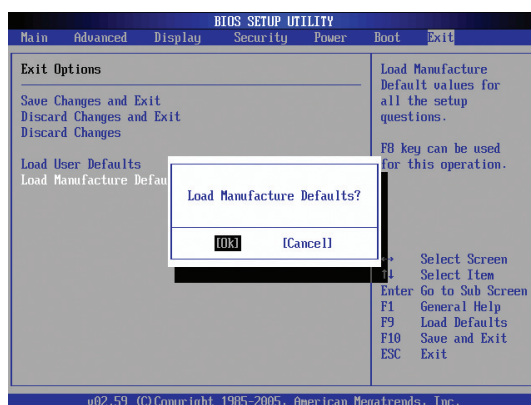 BIOS SETUP UTILITY
Main Advanced Display Security Power Boot Exit
Exit Options
Save Changes and Exit
Discard Changes and Exit
Discard Changes
Load User Defaults
Load Manufacture Defau
Load Manufacture Defaults?
[Ok] [Cancel]
Load Manufacture
Default values for
all the setup
questions.
F8 key can be used
for this operation.
↔ Select Screen
↑↓ Select Item
Enter Go to Sub Screen
F1 General Help
F9 Load Defaults
F10 Save and Exit
ESC Exit
v02.59 (C)Copyright 1985-2005, American Megatrends, Inc.